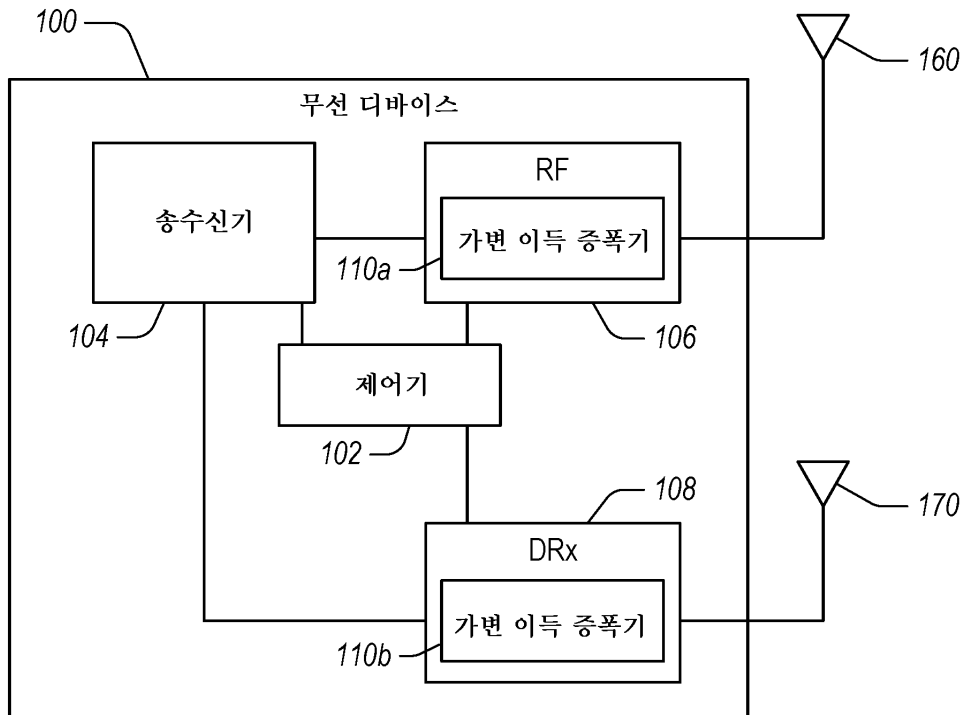 100
160
무선 디바이스
송수신기
RF
가변 이득 증폭기
110a
104
106
제어기
102
108
170
DRx
가변 이득 증폭기
110b